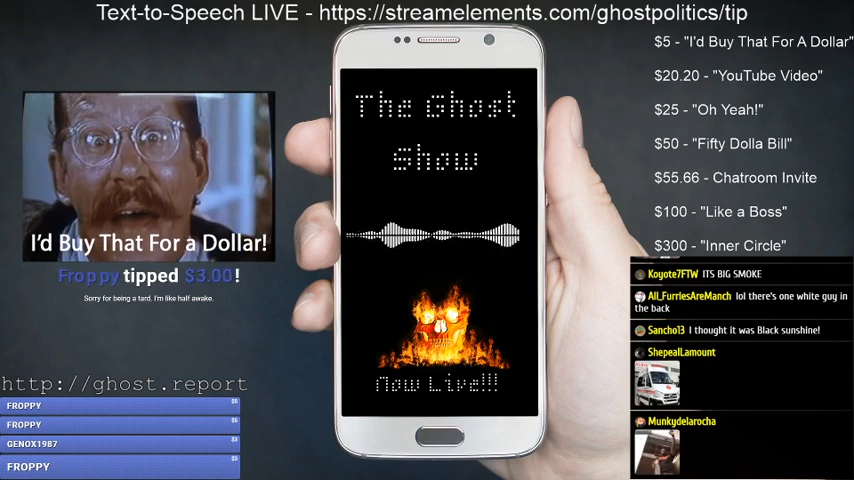 Text-to-Speech LIVE - https://streamelements.com/ghostpolitics/tip
$5 - "I'd Buy That For A Dollar"
$20.20 - "YouTube Video"
$25 - "Oh Yeah!"
$50 - "Fifty Dolla Bill"
$55.66 - Chatroom Invite
$100 - "Like a Boss"
$300 - "Inner Circle"
The Ghost
Show
Now Live!!!
I'd Buy That For a Dollar!
Froppy tipped $3.00!
Sorry for being a tard. I'm like half awake.
http://ghost.report
FROPPY
FROPPY
GENOX1987
FROPPY
Koyote7FTW ITS BIG SMOKE
All_FurriesAreManch lol there's one white guy in
the back
Sancho13 I thought it was Black sunshine!
ShepealLamount
Munkydelarocha